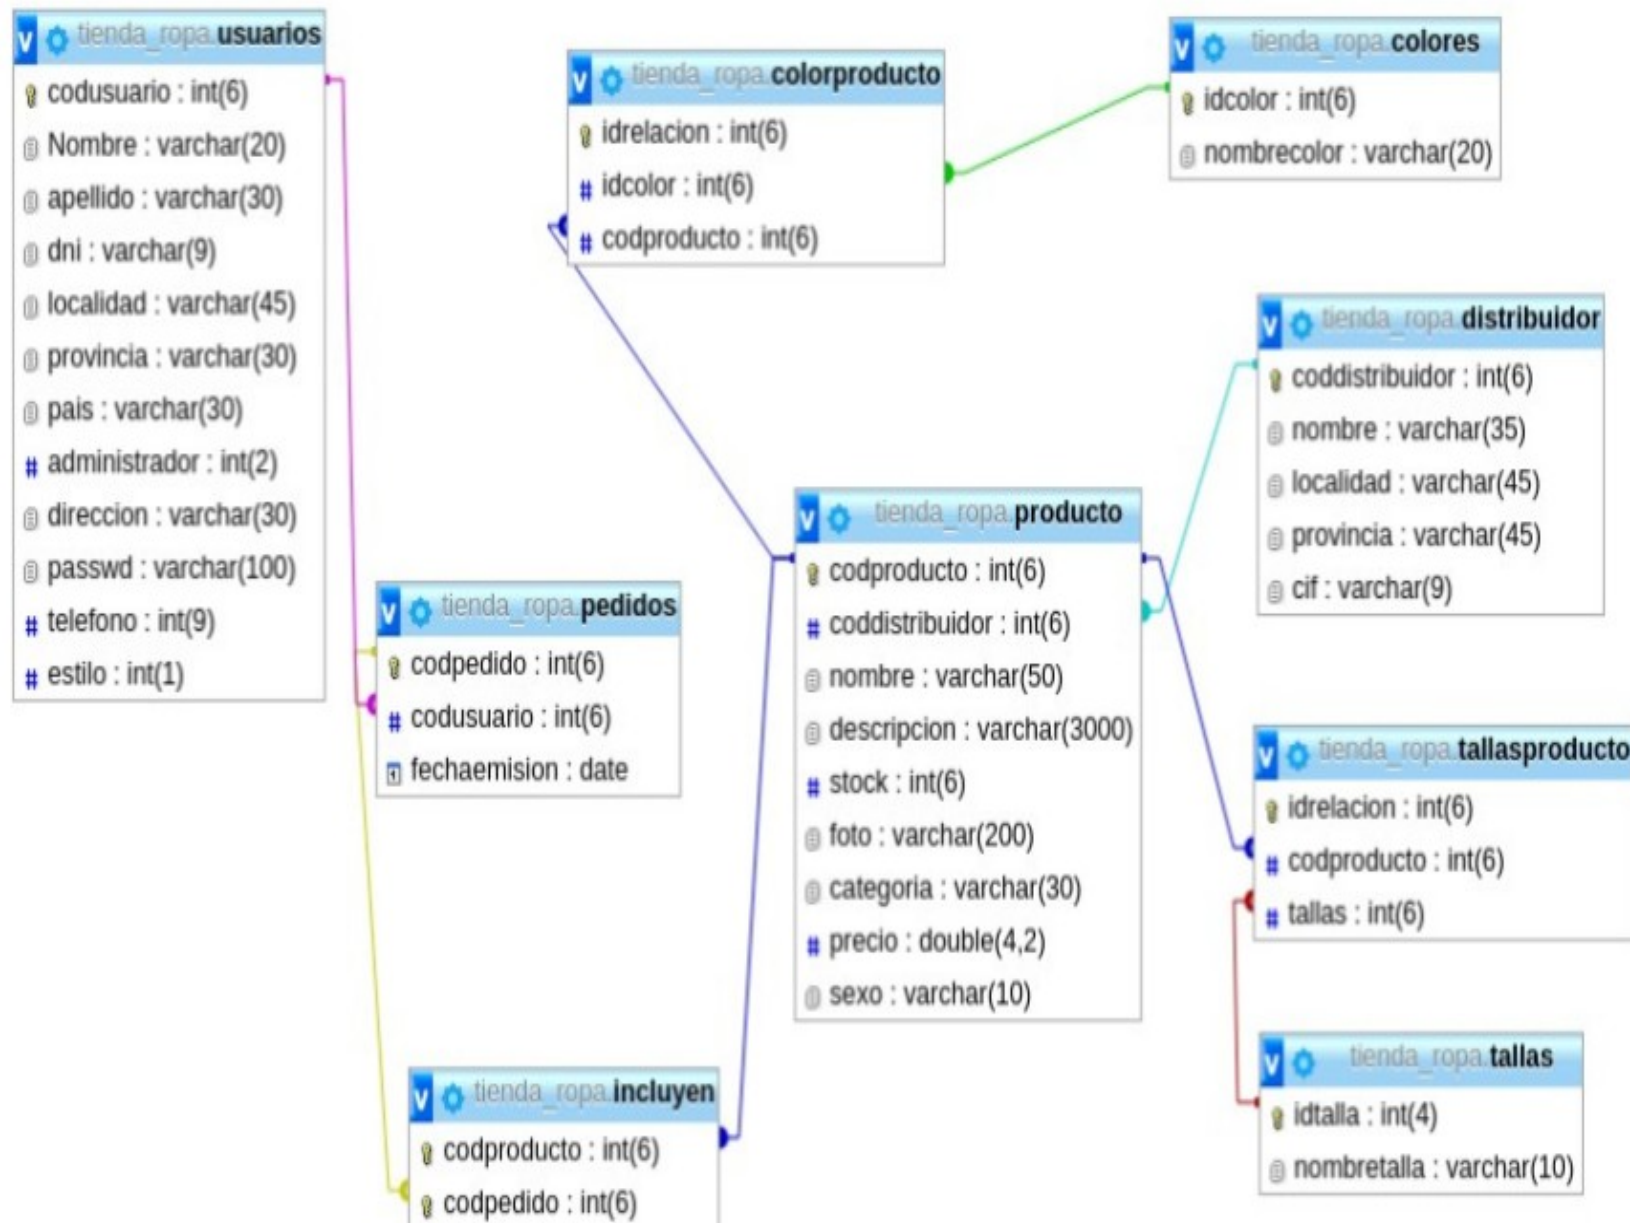 tienda_ropa.usuarios
codusuario : int(6)
Nombre : varchar(20)
apellido : varchar(30)
dni : varchar(9)
localidad : varchar(45)
provincia : varchar(30)
pais : varchar(30)
administrador : int(2)
direccion : varchar(30)
passwd : varchar(100)
telefono : int(9)
estilo : int(1)
tienda_ropa.colorproducto
idrelacion : int(6)
idcolor : int(6)
codproducto : int(6)
tienda_ropa.colores
idcolor : int(6)
nombrecolor : varchar(20)
tienda_ropa.distribuidor
coddistribuidor : int(6)
nombre : varchar(35)
localidad : varchar(45)
provincia : varchar(45)
cif : varchar(9)
tienda_ropa.pedidos
codpedido : int(6)
codusuario : int(6)
fechaemision : date
tienda_ropa.producto
codproducto : int(6)
coddistribuidor : int(6)
nombre : varchar(50)
descripcion : varchar(3000)
stock : int(6)
foto : varchar(200)
categoria : varchar(30)
precio : double(4,2)
sexo : varchar(10)
tienda_ropa.tallasproducto
idrelacion : int(6)
codproducto : int(6)
tallas : int(6)
tienda_ropa.incluyen
codproducto : int(6)
codpedido : int(6)
tienda_ropa.tallas
idtalla : int(4)
nombretalla : varchar(10)